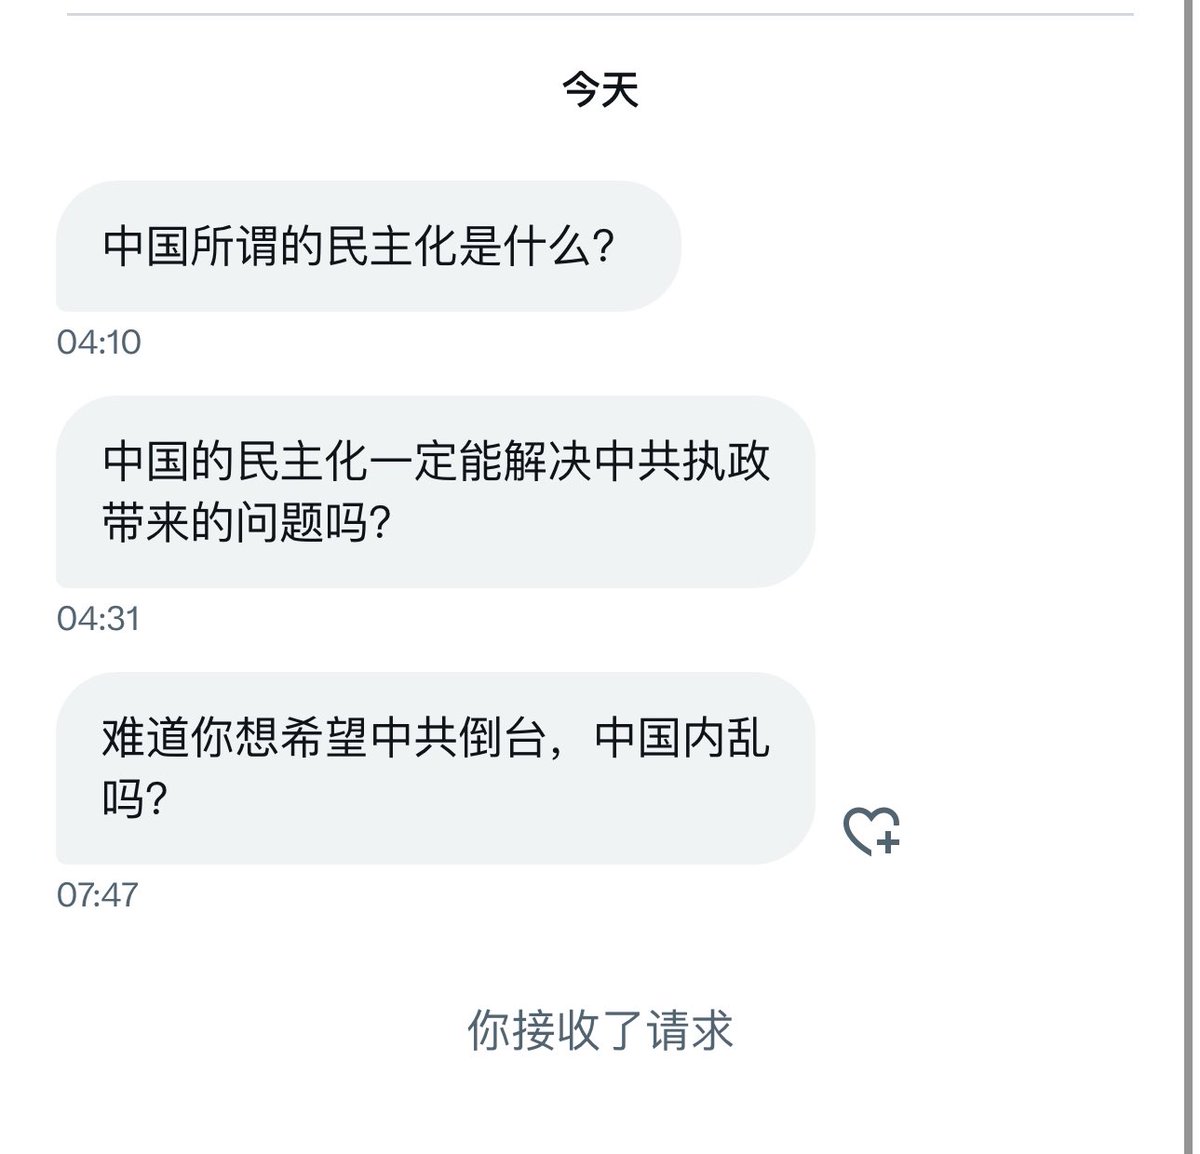 今天
中国所谓的民主化是什么？
04:10
中国的民主化一定能解决中共执政
带来的问题吗？
04:31
难道你想希望中共倒台，中国内乱
吗？
07:47
你接收了请求